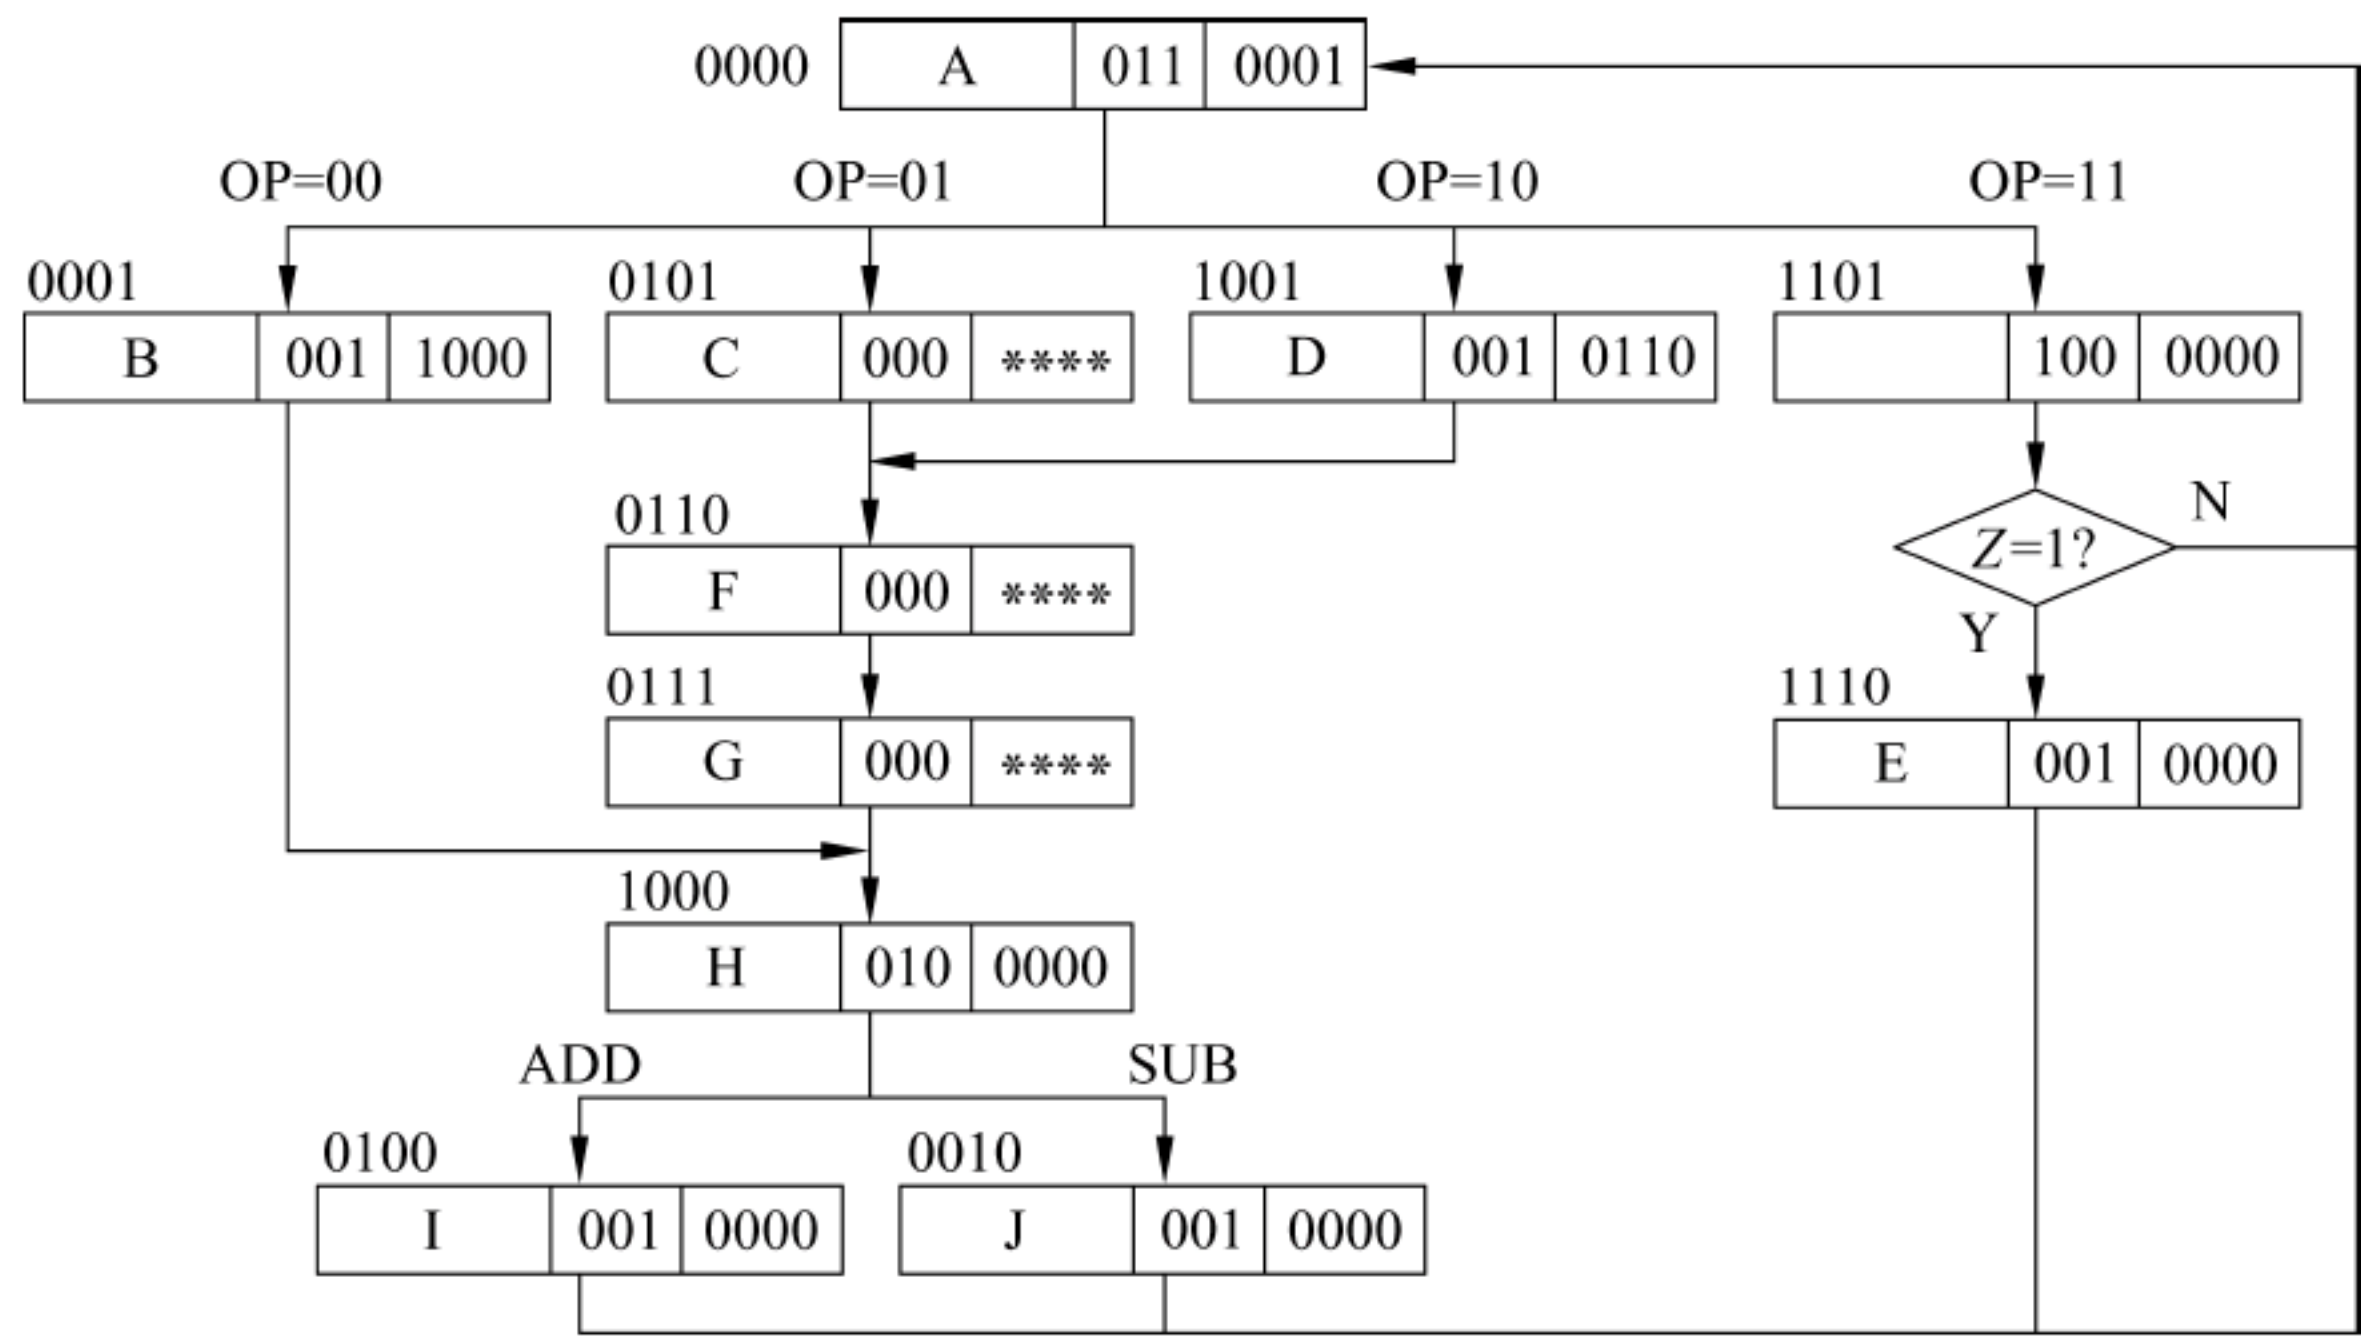 0000 A 011 0001
OP=00 OP=01 OP=10 OP=11
0001 0101 1001 1101
B 001 1000 C 000 **** D 001 0110 100 0000
N
Z=1?
0110
F 000 ****
Y
0111 1110
G 000 **** E 001 0000
1000
H 010 0000
ADD SUB
0100 0010
I 001 0000 J 001 0000